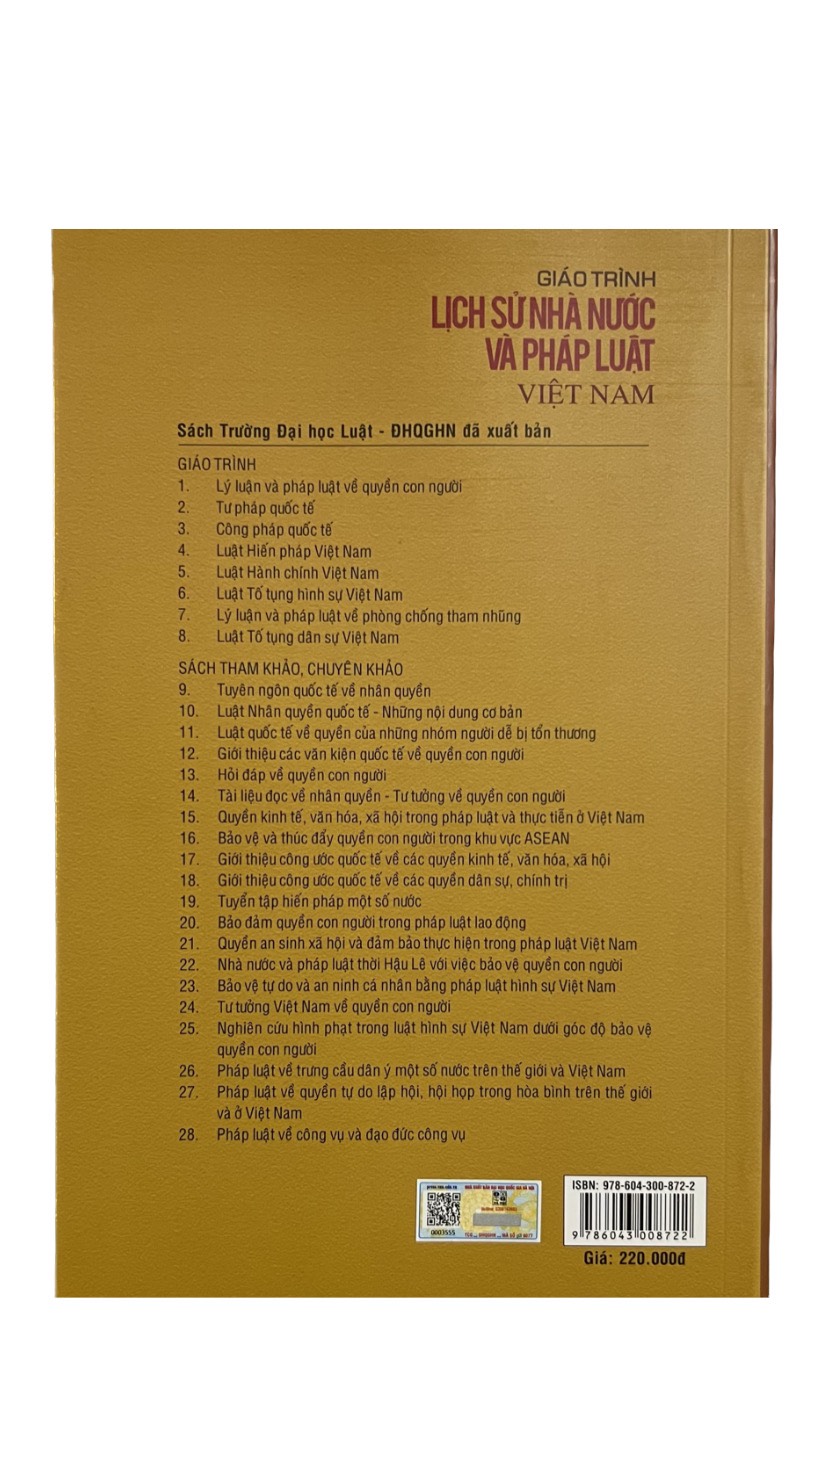 GIÁO TRÌNH
LỊCH SỬ NHÀ NƯỚC
VÀ PHÁP LUẬT
VIỆT NAM
Sách Trường Đại học Luật - ĐHQGHN đã xuất bản
GIÁO TRÌNH
1. Lý luận và pháp luật về quyền con người
2. Tư pháp quốc tế
3. Công pháp quốc tế
4. Luật Hiến pháp Việt Nam
5. Luật Hành chính Việt Nam
6. Luật Tố tụng hình sự Việt Nam
7. Lý luận và pháp luật về phòng chống tham nhũng
8. Luật Tố tụng dân sự Việt Nam
SÁCH THAM KHẢO, CHUYÊN KHẢO
9. Tuyên ngôn quốc tế về nhân quyền
10. Luật Nhân quyền quốc tế - Những nội dung cơ bản
11. Luật quốc tế về quyền của những nhóm người dễ bị tổn thương
12. Giới thiệu các văn kiện quốc tế về quyền con người
13. Hỏi đáp về quyền con người
14. Tài liệu đọc về nhân quyền - Tư tưởng về quyền con người
15. Quyền kinh tế, văn hóa, xã hội trong pháp luật và thực tiễn ở Việt Nam
16. Bảo vệ và thúc đẩy quyền con người trong khu vực ASEAN
17. Giới thiệu công ước quốc tế về các quyền kinh tế, văn hóa, xã hội
18. Giới thiệu công ước quốc tế về các quyền dân sự, chính trị
19. Tuyển tập hiến pháp một số nước
20. Bảo đảm quyền con người trong pháp luật lao động
21. Quyền an sinh xã hội và đảm bảo thực hiện trong pháp luật Việt Nam
22. Nhà nước và pháp luật thời Hậu Lê với việc bảo vệ quyền con người
23. Bảo vệ tự do và an ninh cá nhân bằng pháp luật hình sự Việt Nam
24. Tư tưởng Việt Nam về quyền con người
25. Nghiên cứu hình phạt trong luật hình sự Việt Nam dưới góc độ bảo vệ
quyền con người
26. Pháp luật về trưng cầu dân ý một số nước trên thế giới và Việt Nam
27. Pháp luật về quyền tự do lập hội, hội họp trong hòa bình trên thế giới
và ở Việt Nam
28. Pháp luật về công vụ và đạo đức công vụ
NHÀ XUẤT BẢN ĐẠI HỌC QUỐC GIA HÀ NỘI
0003555
ISBN: 978-604-300-872-2
9 786043 008722
Giá: 220.000đ